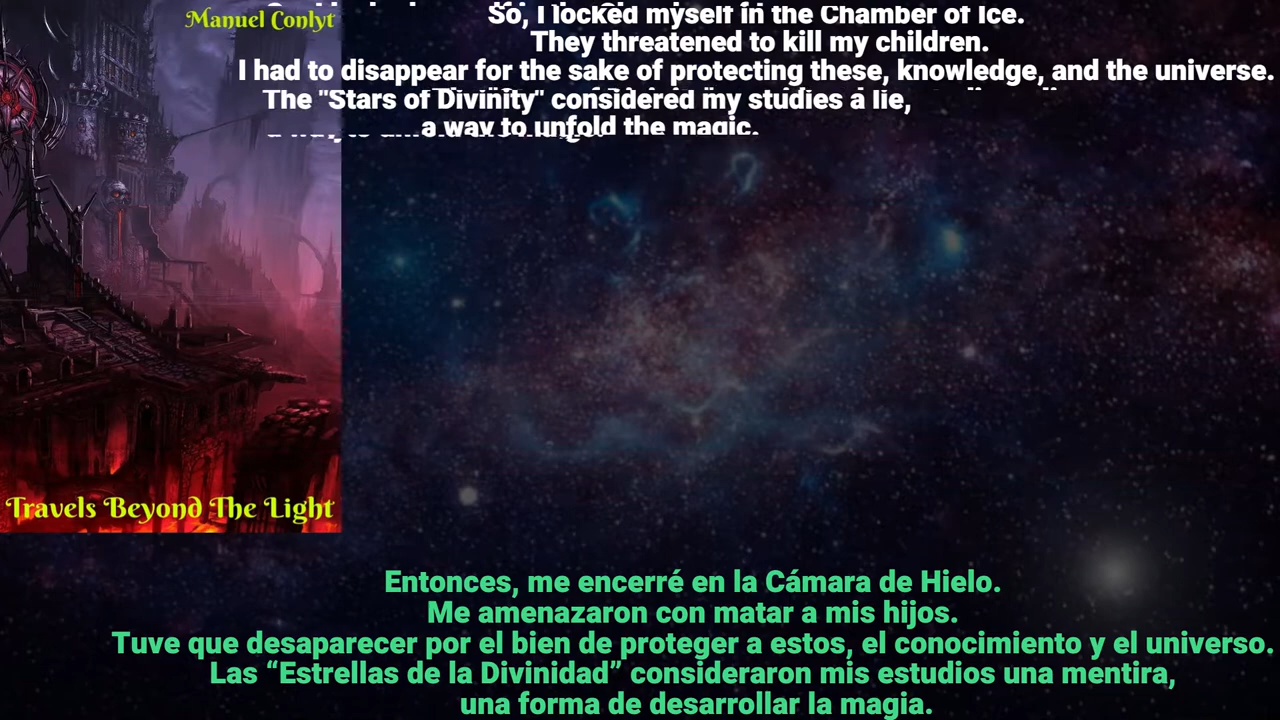 Manuel Conlyt
So, I locked myself in the Chamber of Ice.
They threatened to kill my children.
I had to disappear for the sake of protecting these, knowledge, and the universe.
The "Stars of Divinity" considered my studies a lie,
a way to unfold the magic.
Travels Beyond The Light
Entonces, me encerré en la Cámara de Hielo.
Me amenazaron con matar a mis hijos.
Tuve que desaparecer por el bien de proteger a estos, el conocimiento y el universo.
Las “Estrellas de la Divinidad” consideraron mis estudios una mentira,
una forma de desarrollar la magia.